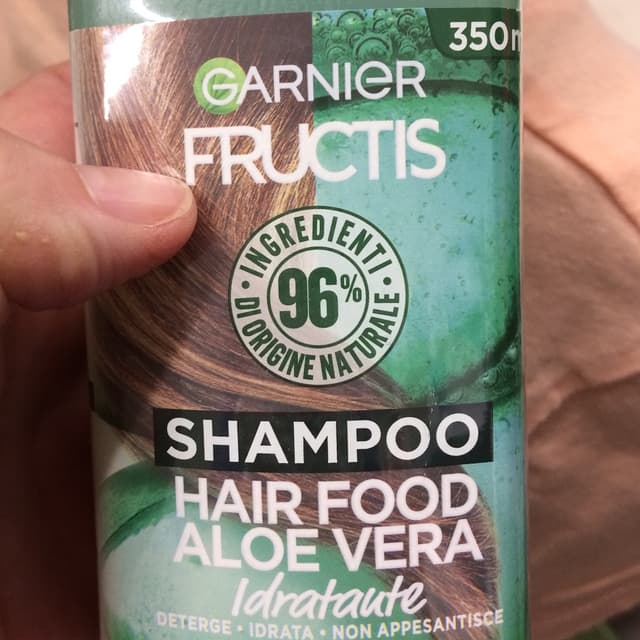 350m
GARNIER
FRUCTIS
INGREDIENTI
96%
DI ORIGINE NATURALE
SHAMPOO
HAIR FOOD
ALOE VERA
Idratante
DETERGE • IDRATA • NON APPESANTISCE